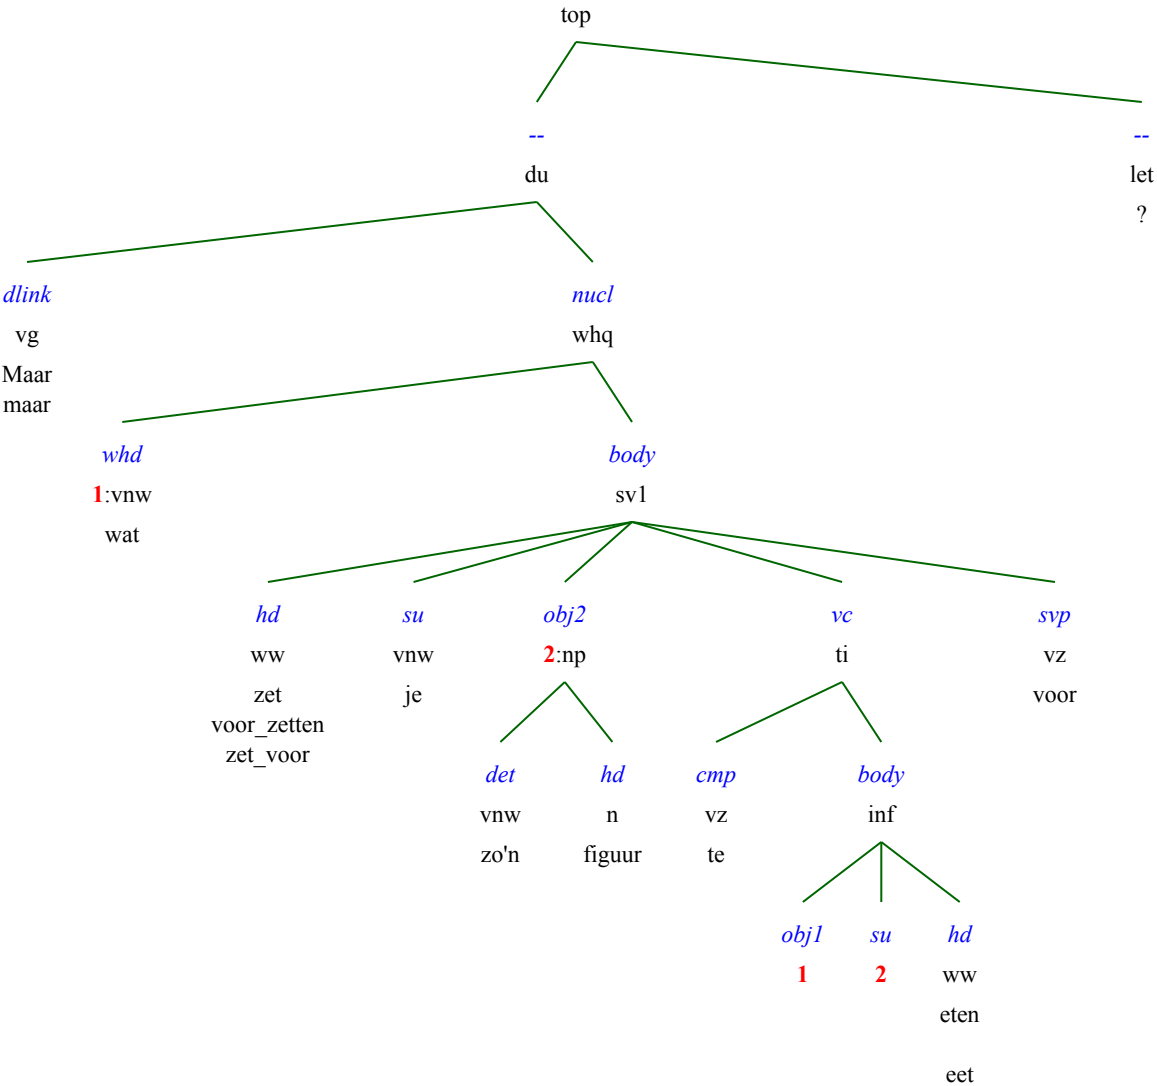 top
-- --
du let
?
dlink nucl
vg whq
Maar
maar
whd body
1:vnw sv1
wat
hd su obj2 vc svp
ww vnw 2:np ti vz
zet je voor
voor_zetten
zet_voor
det hd cmp body
vnw n vz inf
zo'n figuur te
obj1 su hd
1 2 ww
eten
eet